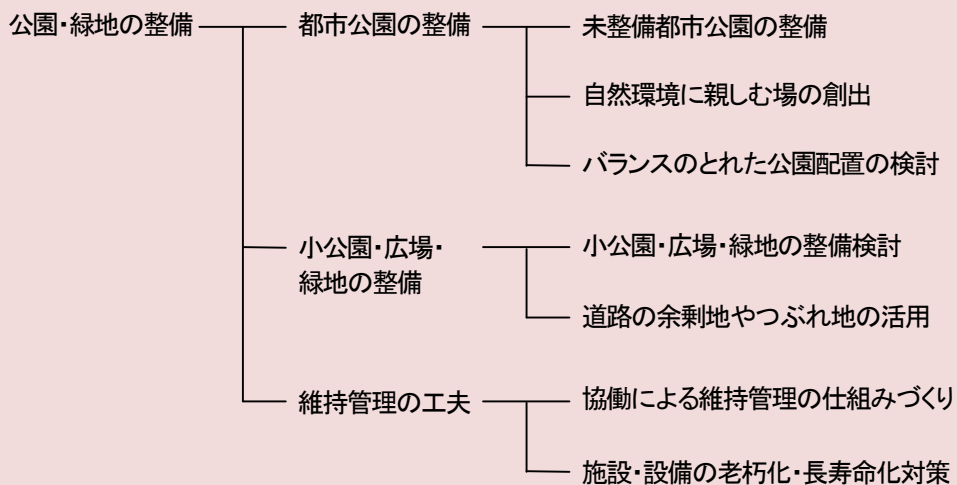 公園・緑地の整備
都市公園の整備
未整備都市公園の整備
自然環境に親しむ場の創出
バランスのとれた公園配置の検討
小公園・広場・
緑地の整備
小公園・広場・緑地の整備検討
道路の余剰地やつぶれ地の活用
維持管理の工夫
協働による維持管理の仕組みづくり
施設・設備の老朽化・長寿命化対策